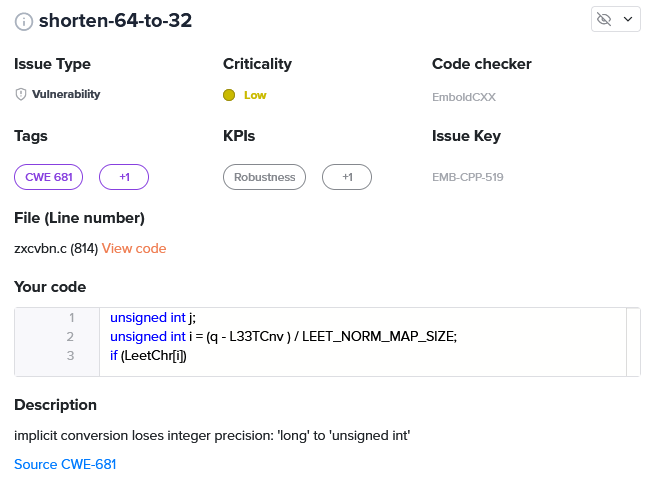 shorten-64-to-32
Issue Type Criticality Code checker
Vulnerability Low EmboldCXX
Tags KPIs Issue Key
CWE 681 +1 Robustness +1 EMB-CPP-519
File (Line number)
zxcvbn.c (814) View code
Your code
1 unsigned int j;
2 unsigned int i = (q - L33TCnv ) / LEET_NORM_MAP_SIZE;
3 if (LeetChr[i])
Description
implicit conversion loses integer precision: 'long' to 'unsigned int'
Source CWE-681